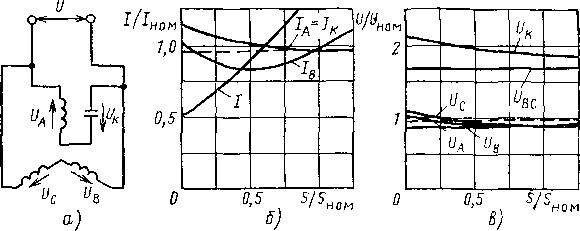 U
U_A
U_K
U_C
U_B
а)
I/I_НОМ
1,0
0,5
0
I_A=I_K
I_B
I
0,5
S/S_НОМ
б)
U/U_НОМ
2
1
0
U_K
U_BC
U_C
U_A
U_B
0,5
S/S_НОМ
в)